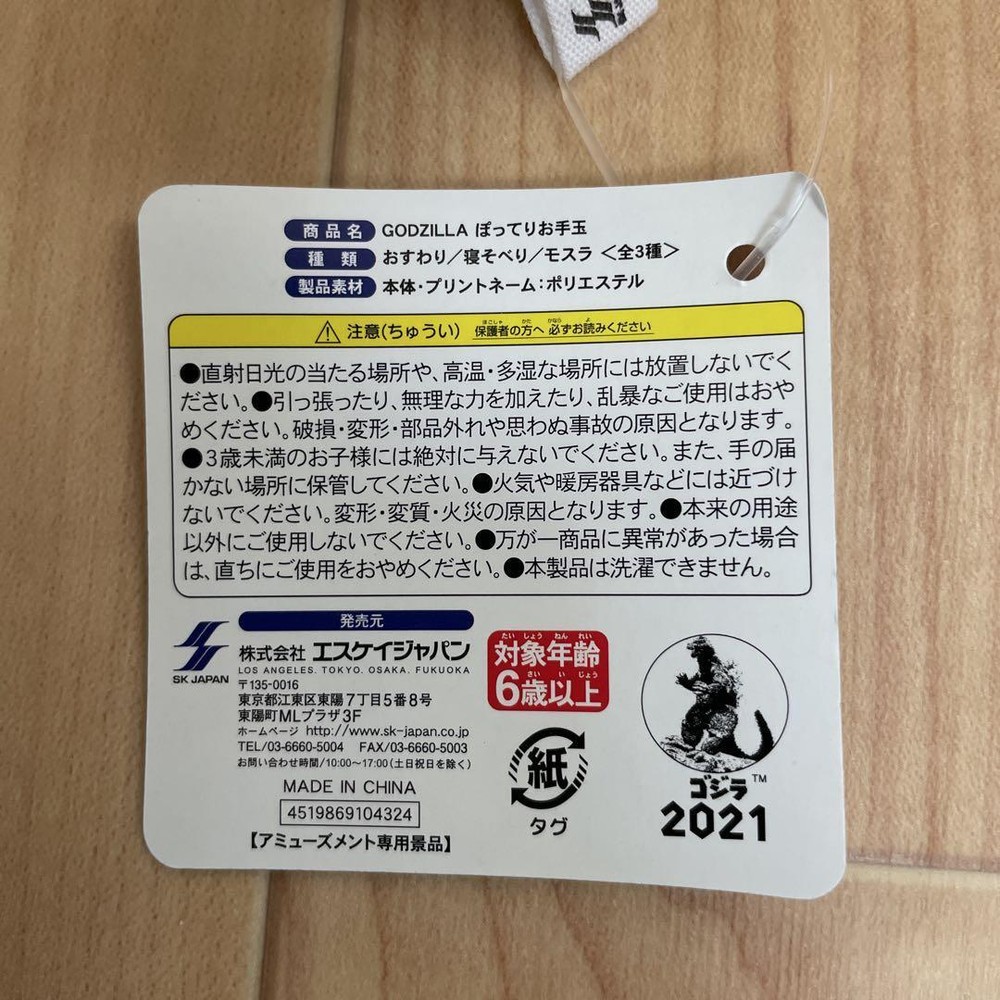 商品名 GODZILLA ぽってりお手玉
種類 おすわり／寝そべり／モスラ ＜全3種＞
製品素材 本体・プリントネーム：ポリエステル
⚠ 注意(ちゅうい) 保護者の方へ 必ずお読みください
●直射日光の当たる場所や、高温・多湿な場所には放置しないでく
ださい。●引っ張ったり、無理な力を加えたり、乱暴なご使用はおや
めください。破損・変形・部品外れや思わぬ事故の原因となります。
●3歳未満のお子様には絶対に与えないでください。また、手の届
かない場所に保管してください。●火気や暖房器具などには近づけ
ないでください。変形・変質・火災の原因となります。●本来の用途
以外にご使用しないでください。●万が一商品に異常があった場合
は、直ちにご使用をおやめください。●本製品は洗濯できません。
発売元
SK JAPAN
株式会社 エスケイジャパン
LOS ANGELES. TOKYO. OSAKA. FUKUOKA
〒135-0016
東京都江東区東陽7丁目5番8号
東陽町MLプラザ3F
ホームページ http://www.sk-japan.co.jp
TEL/03-6660-5004 FAX/03-6660-5003
お問い合わせ時間/10:00～17:00(土日祝日を除く)
MADE IN CHINA
4519869104324
【アミューズメント専用景品】
たいしょうねんれい
対象年齢
さいいじょう
6歳以上
紙
タグ
ゴジラ™
2021